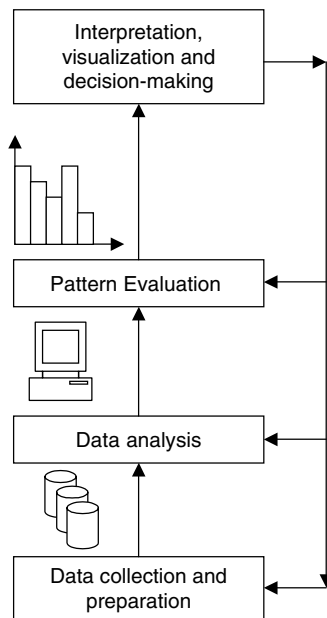 Interpretation,
visualization and
decision-making
Pattern Evaluation
Data analysis
Data collection and
preparation